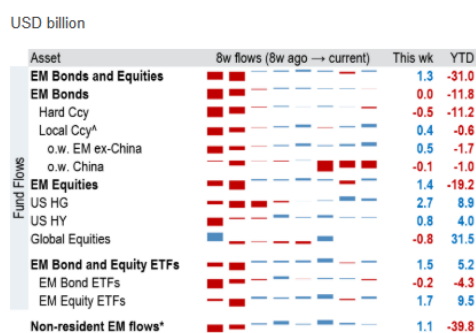 USD billion
Asset 8w flows (8w ago → current) This wk YTD
Fund Flows
EM Bonds and Equities 1.3 -31.0
EM Bonds 0.0 -11.8
Hard Ccy -0.5 -11.2
Local Ccy^ 0.4 -0.6
o.w. EM ex-China 0.5 -1.7
o.w. China -0.1 -1.0
EM Equities 1.4 -19.2
US HG 2.7 8.9
US HY 0.8 4.0
Global Equities -0.8 31.5
EM Bond and Equity ETFs 1.5 5.2
EM Bond ETFs -0.2 -4.3
EM Equity ETFs 1.7 9.5
Non-resident EM flows* 1.1 -39.8